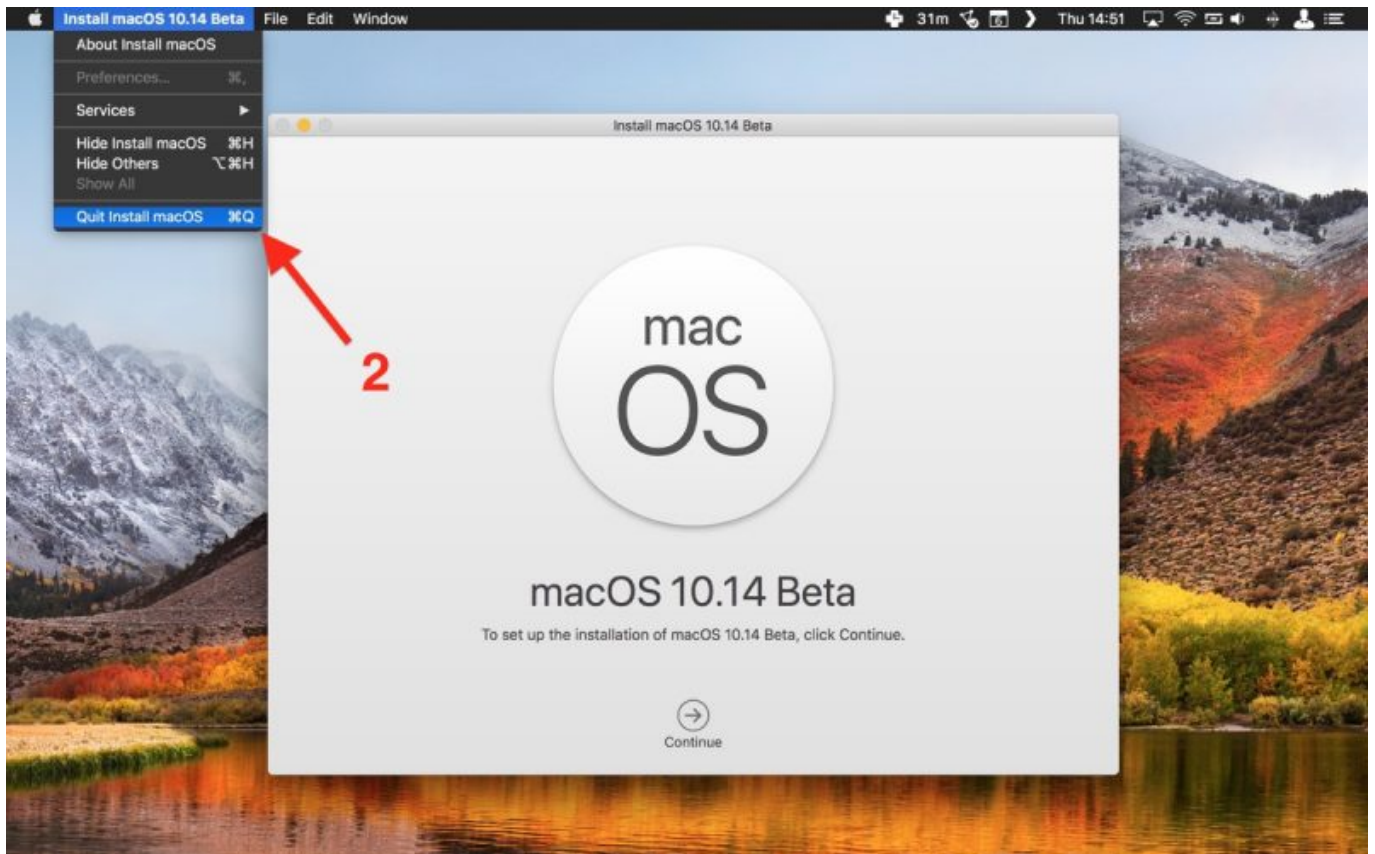 Install macOS 10.14 Beta File Edit Window 31m 6 Thu 14:51
About Install macOS
Preferences... ⌘,
Services ▶
Hide Install macOS ⌘H
Hide Others ⌥⌘H
Show All
Quit Install macOS ⌘Q
Install macOS 10.14 Beta
2
mac
OS
macOS 10.14 Beta
To set up the installation of macOS 10.14 Beta, click Continue.
Continue